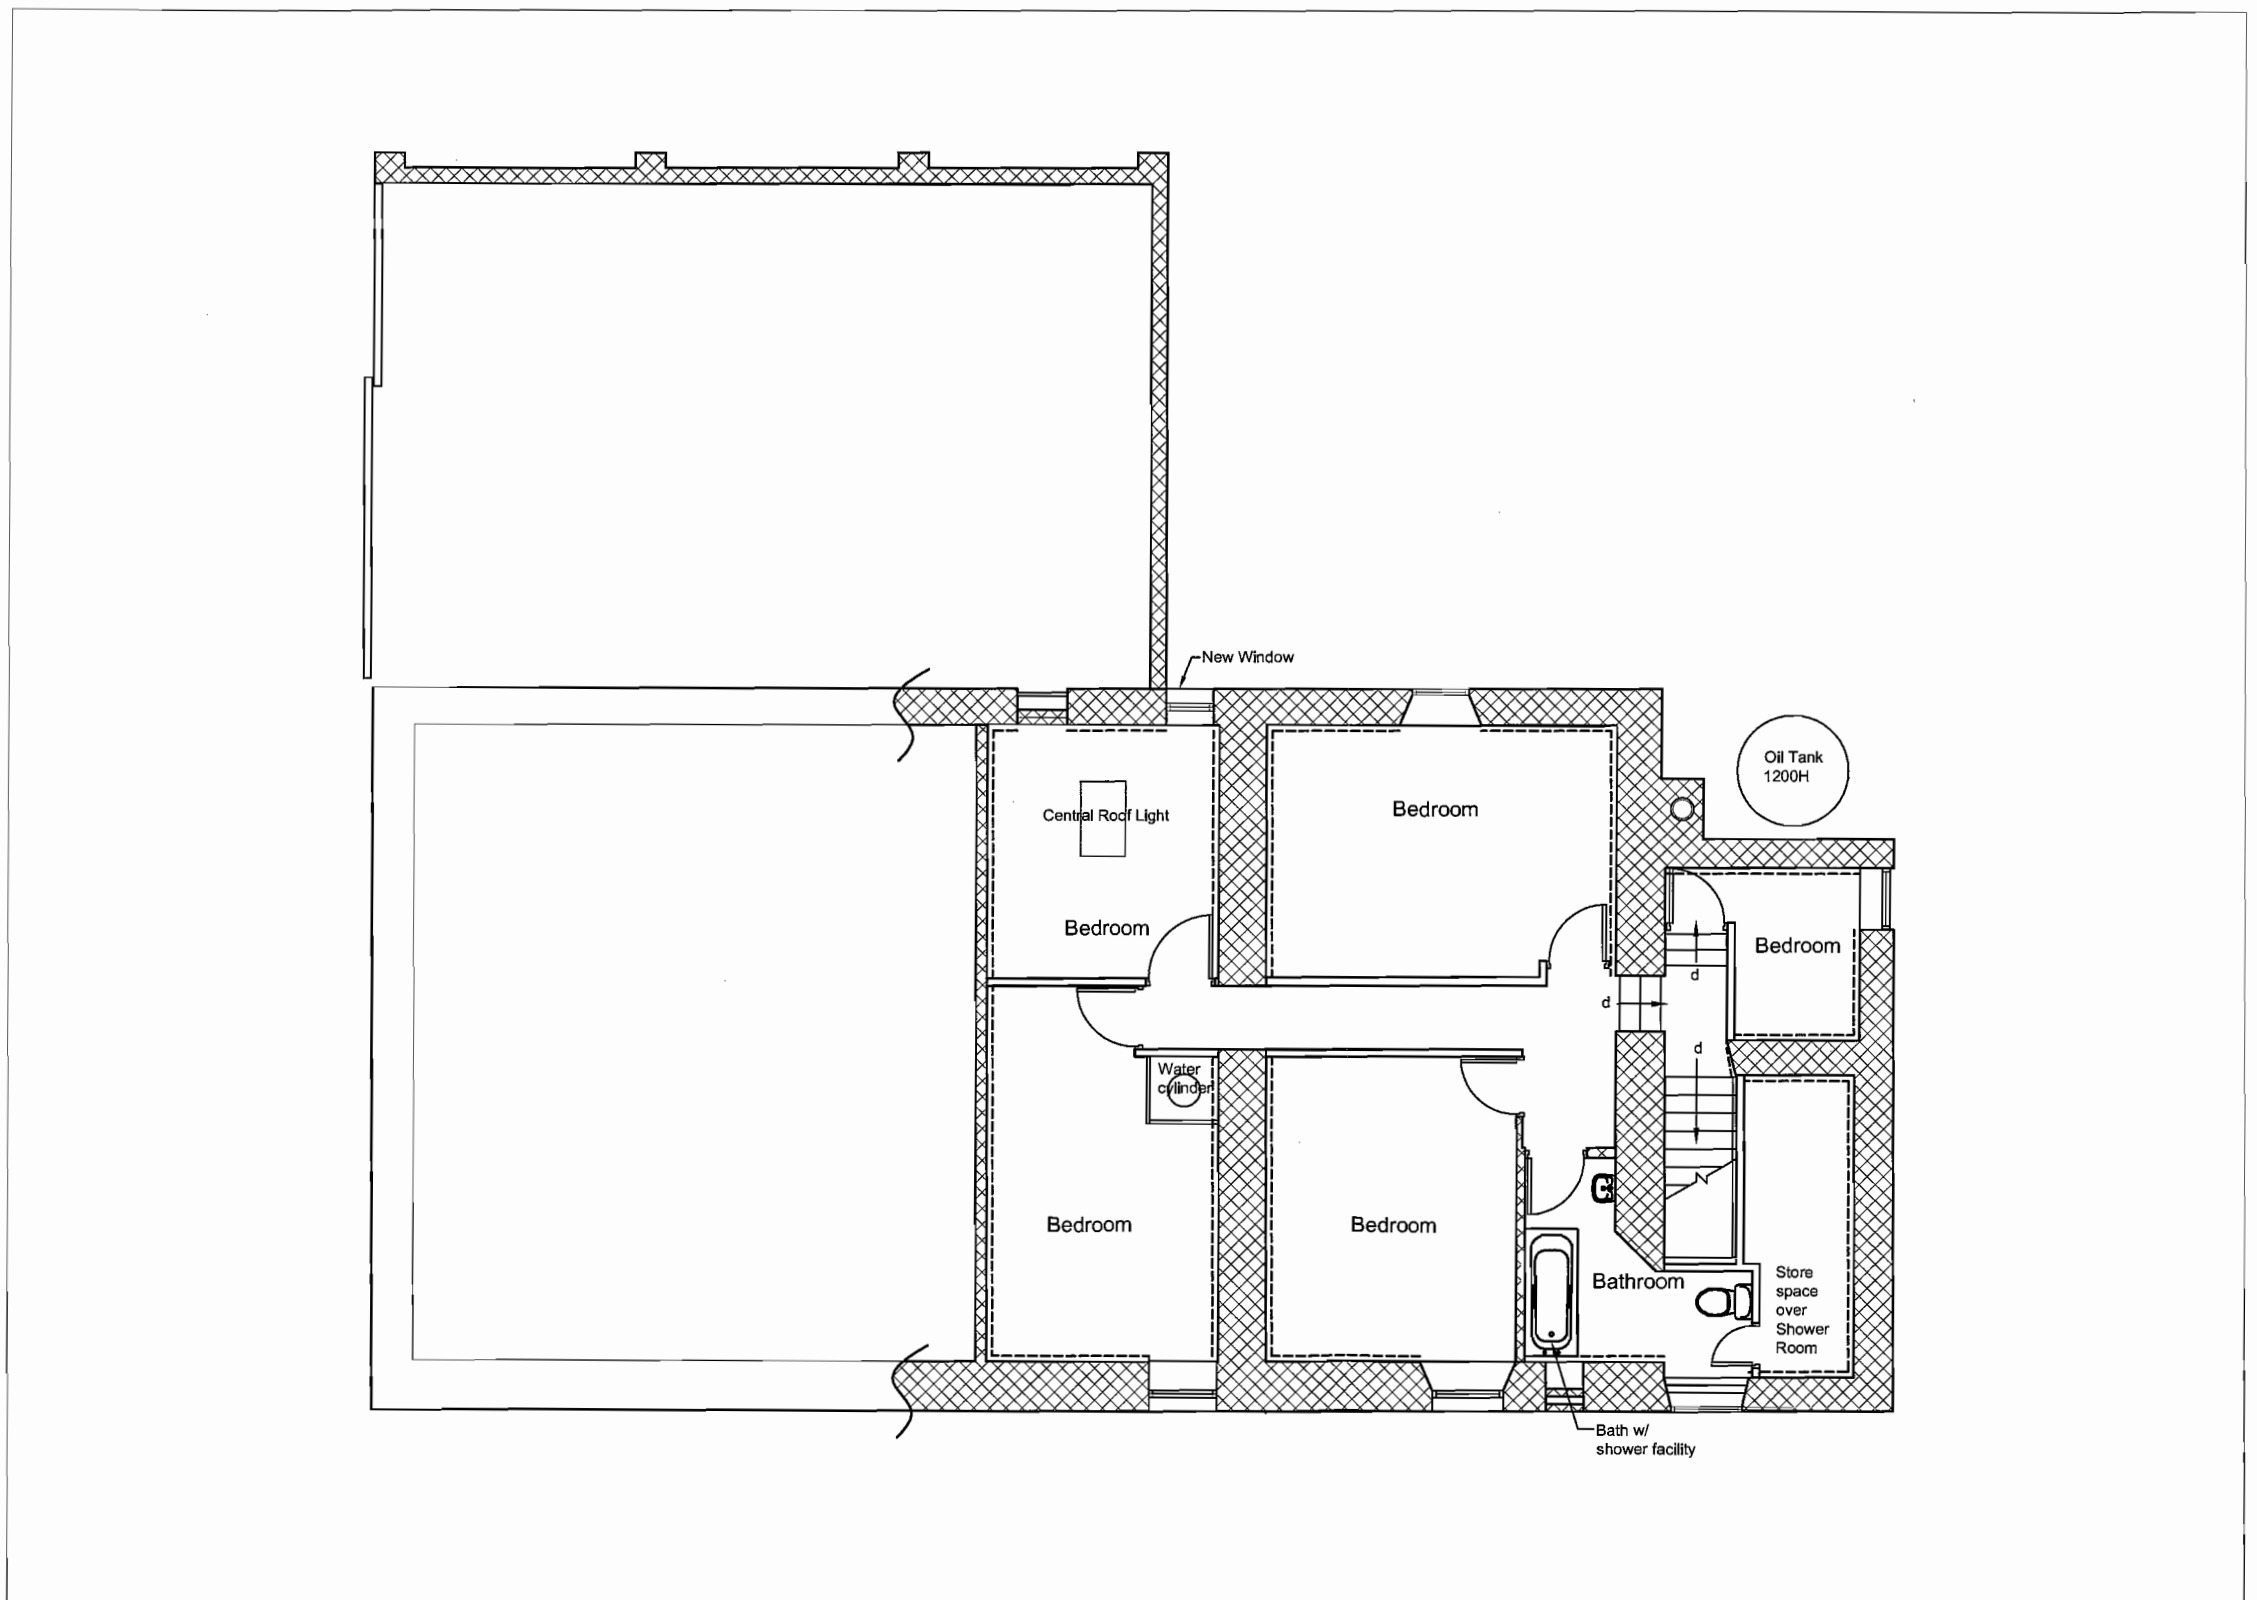 New Window
Oil Tank
1200H
Central Roof Light
Bedroom
Bedroom
Bedroom
d
d
d
Water
cylinder
Bedroom
Bedroom
Bathroom
Store
space
over
Shower
Room
Bath w/
shower facility